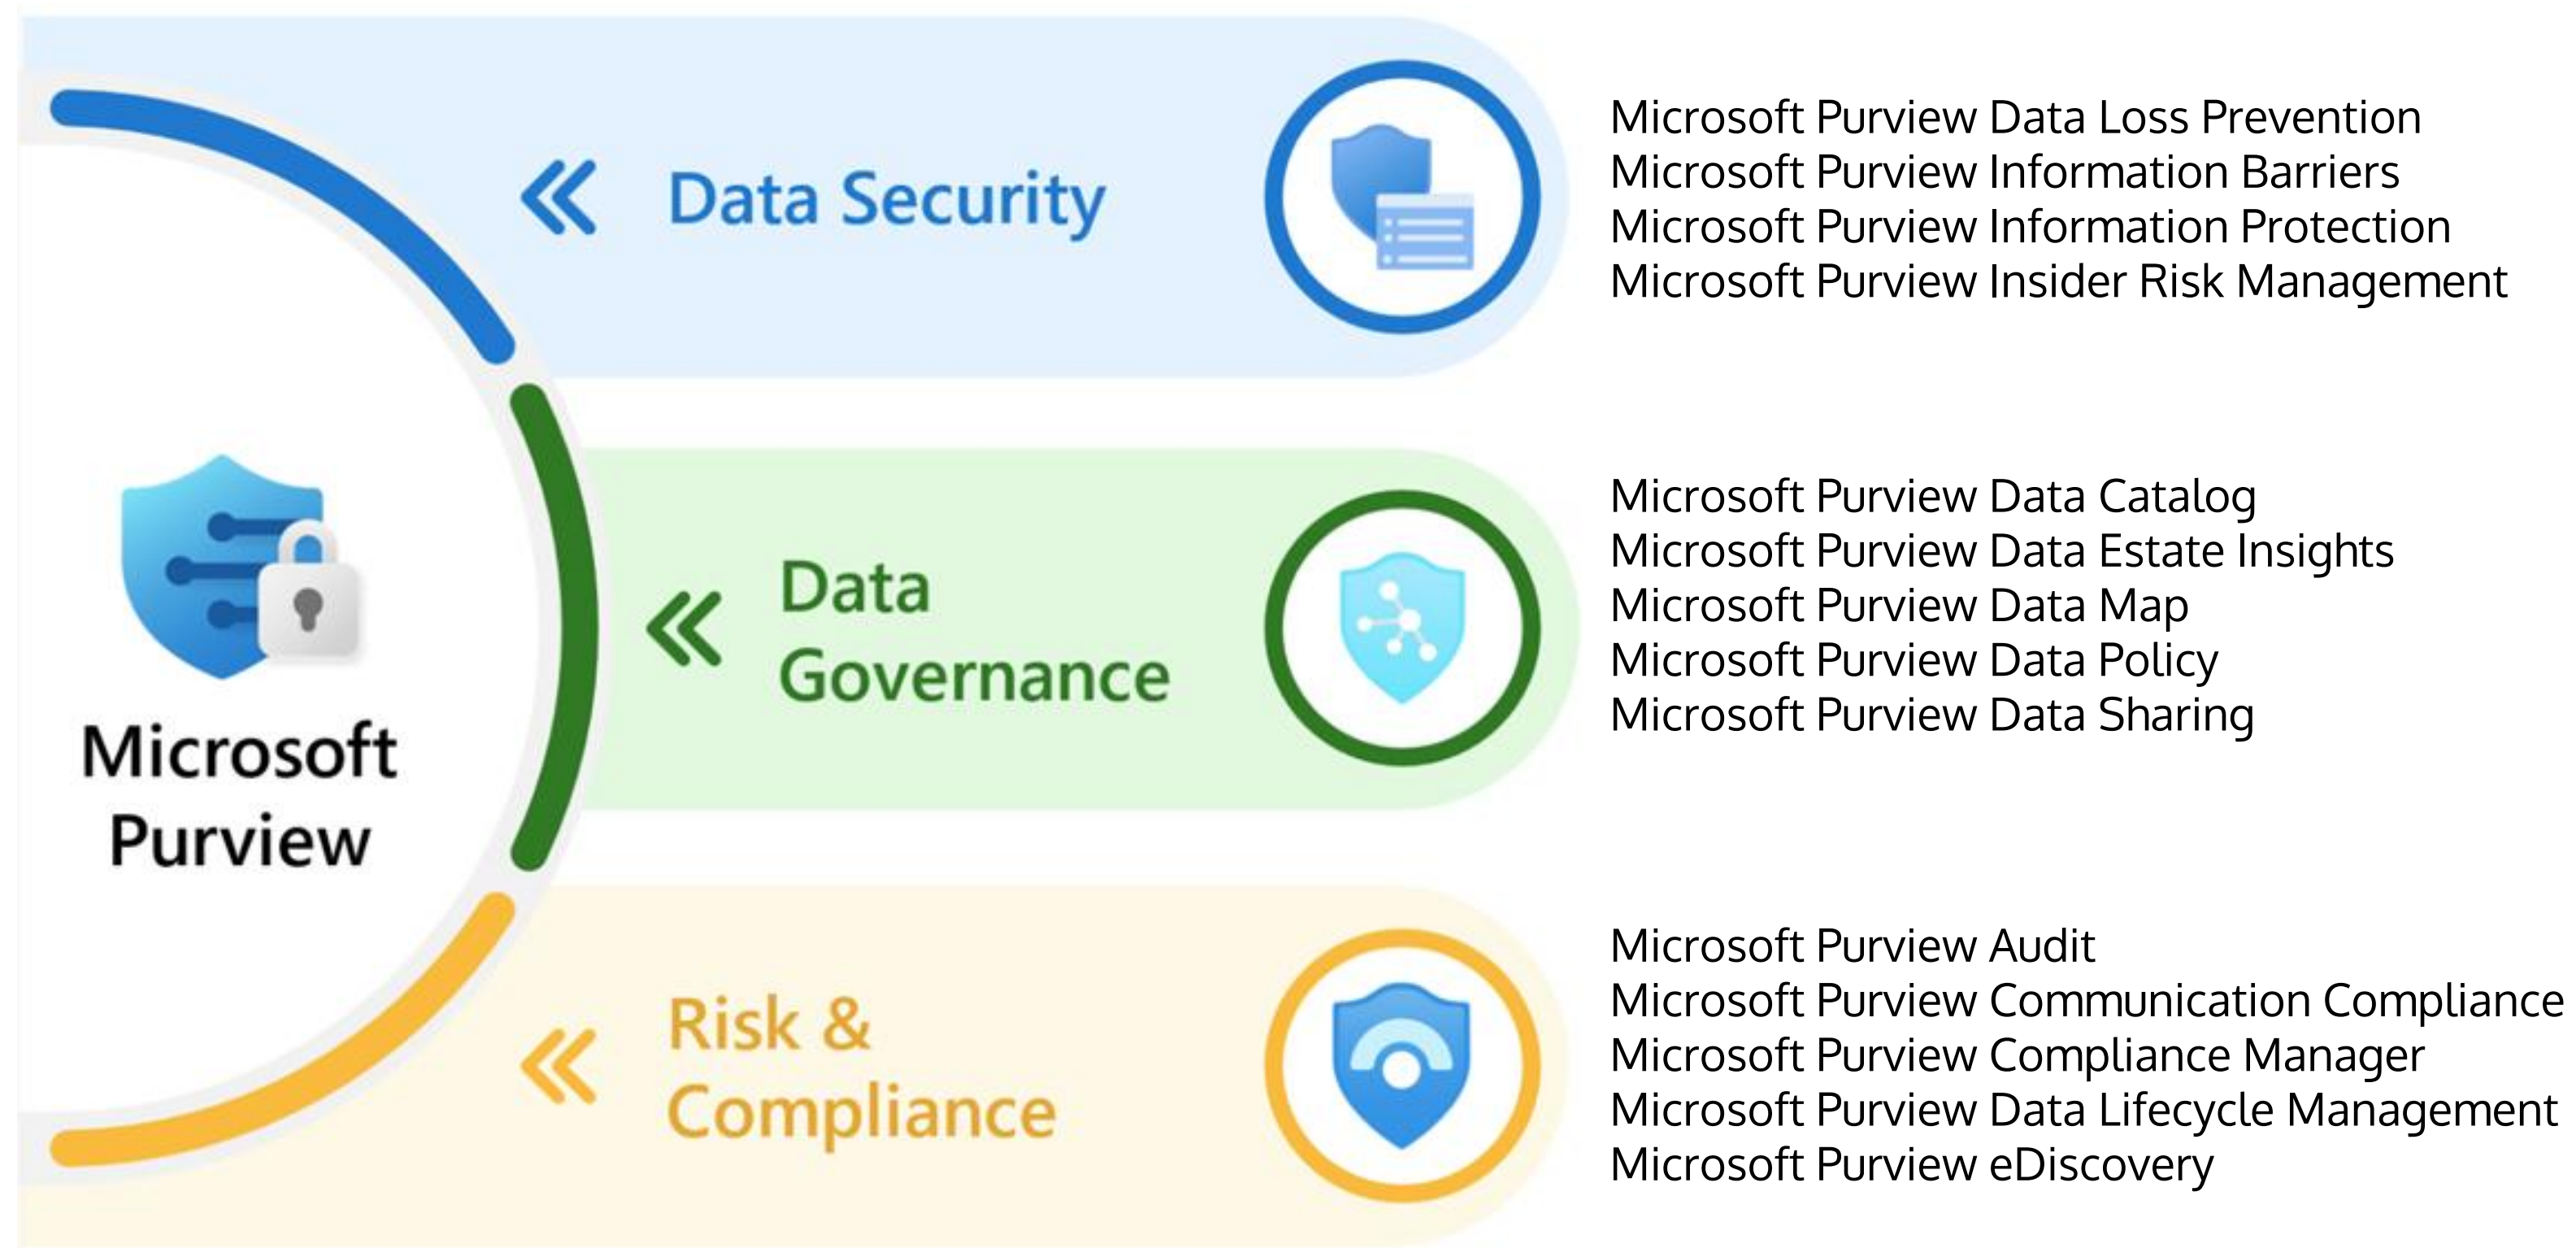 Microsoft
Purview
Data Security
Microsoft Purview Data Loss Prevention
Microsoft Purview Information Barriers
Microsoft Purview Information Protection
Microsoft Purview Insider Risk Management
Data
Governance
Microsoft Purview Data Catalog
Microsoft Purview Data Estate Insights
Microsoft Purview Data Map
Microsoft Purview Data Policy
Microsoft Purview Data Sharing
Risk &
Compliance
Microsoft Purview Audit
Microsoft Purview Communication Compliance
Microsoft Purview Compliance Manager
Microsoft Purview Data Lifecycle Management
Microsoft Purview eDiscovery